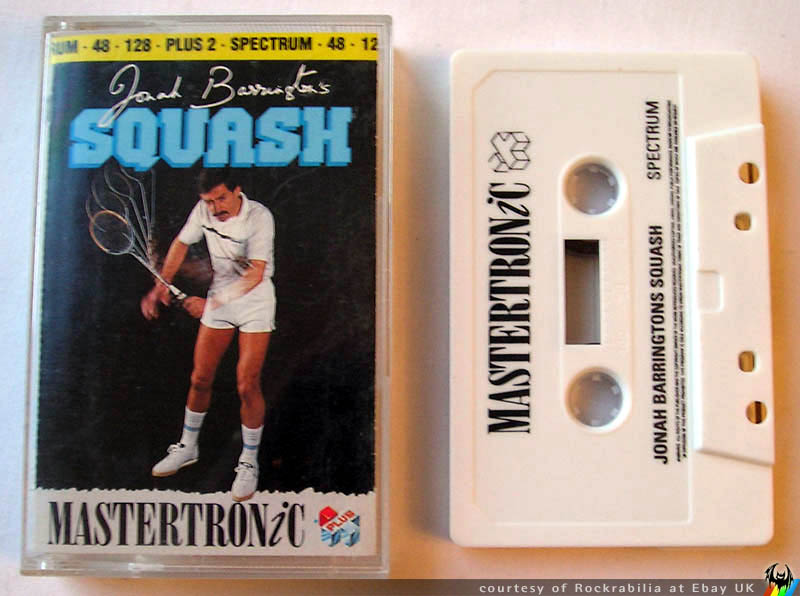 UM · 48 · 128 · PLUS 2 · SPECTRUM · 48 · 12
Jonah Barrington's
SQUASH
MASTERTRONiC
PLUS
MASTERTRONiC
JONAH BARRINGTONS SQUASH
SPECTRUM
courtesy of Rockrabilia at Ebay UK